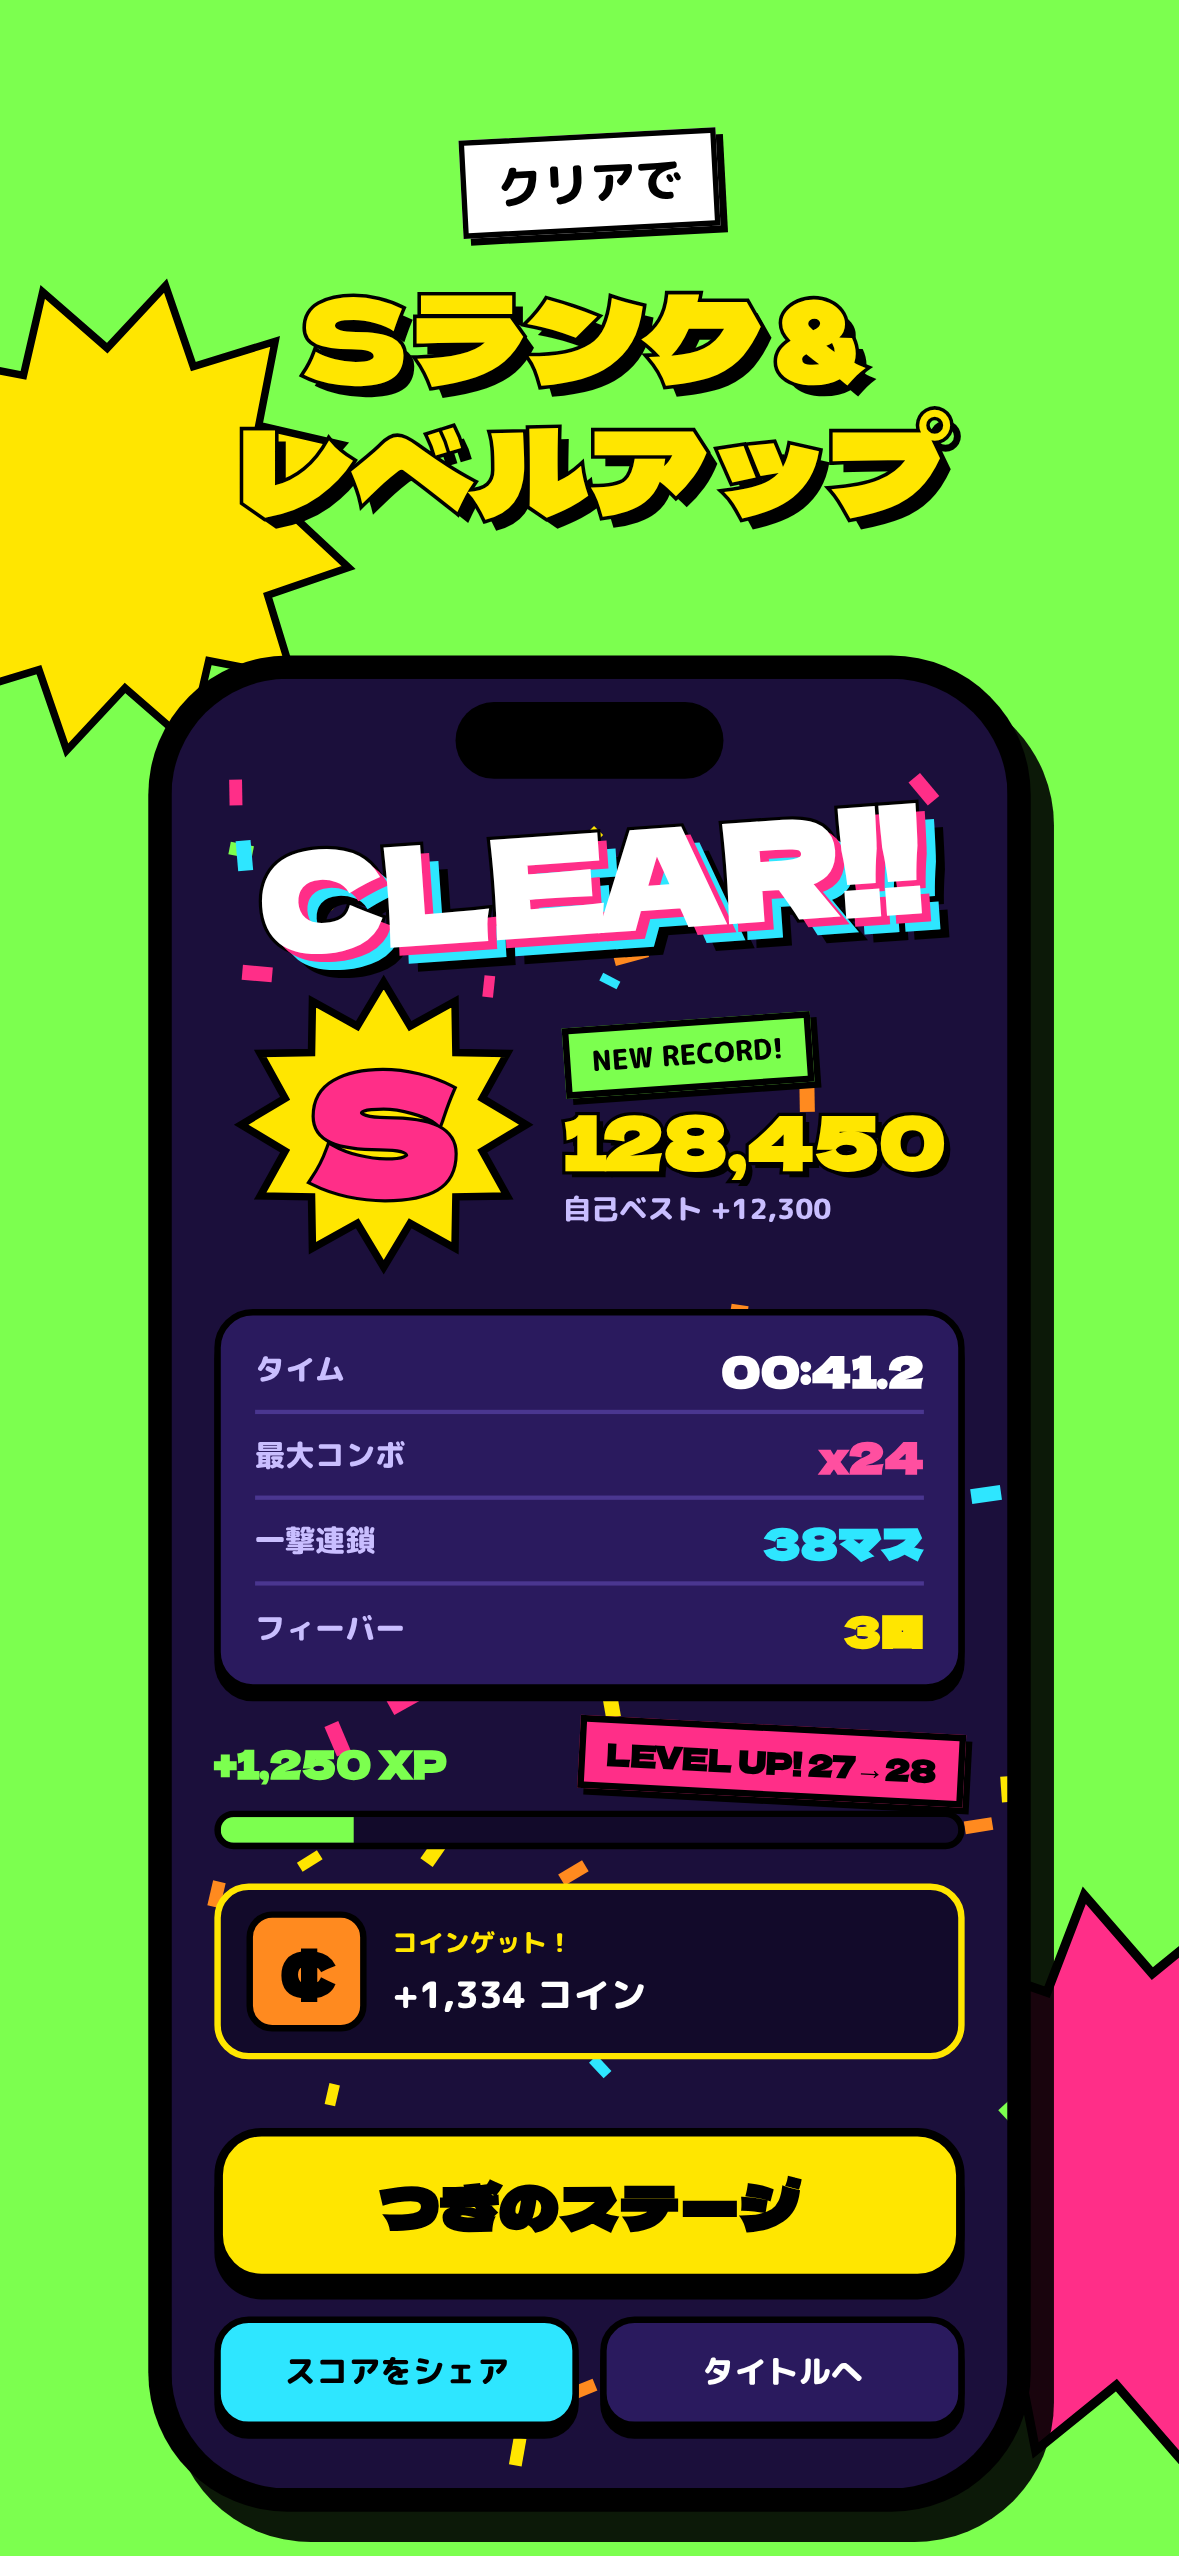 クリアで
Sランク&
レベルアップ
CLEAR!!
S
NEW RECORD!
128,450
自己ベスト +12,300
タイム 00:41.2
最大コンボ x24
一撃連鎖 38マス
フィーバー 3回
+1,250 XP
LEVEL UP! 27→28
₵
コインゲット！
+1,334 コイン
つぎのステージ
スコアをシェア
タイトルへ